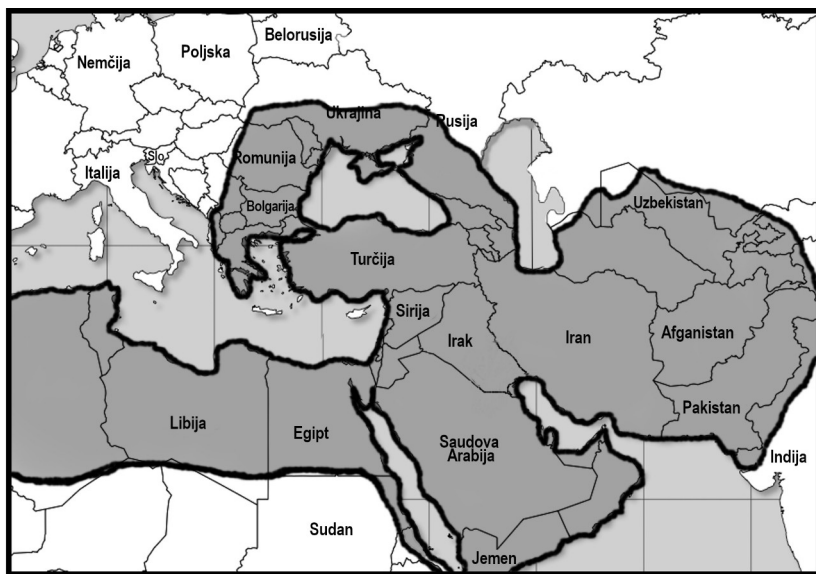 Belorusija
Poljska
Nemčija
Ukrajina
Rusija
Slo
Romunija
Italija
Bolgarija
Uzbekistan
Turčija
Sirija
Irak
Iran
Afganistan
Pakistan
Libija
Egipt
Saudova
Arabija
Indija
Sudan
Jemen